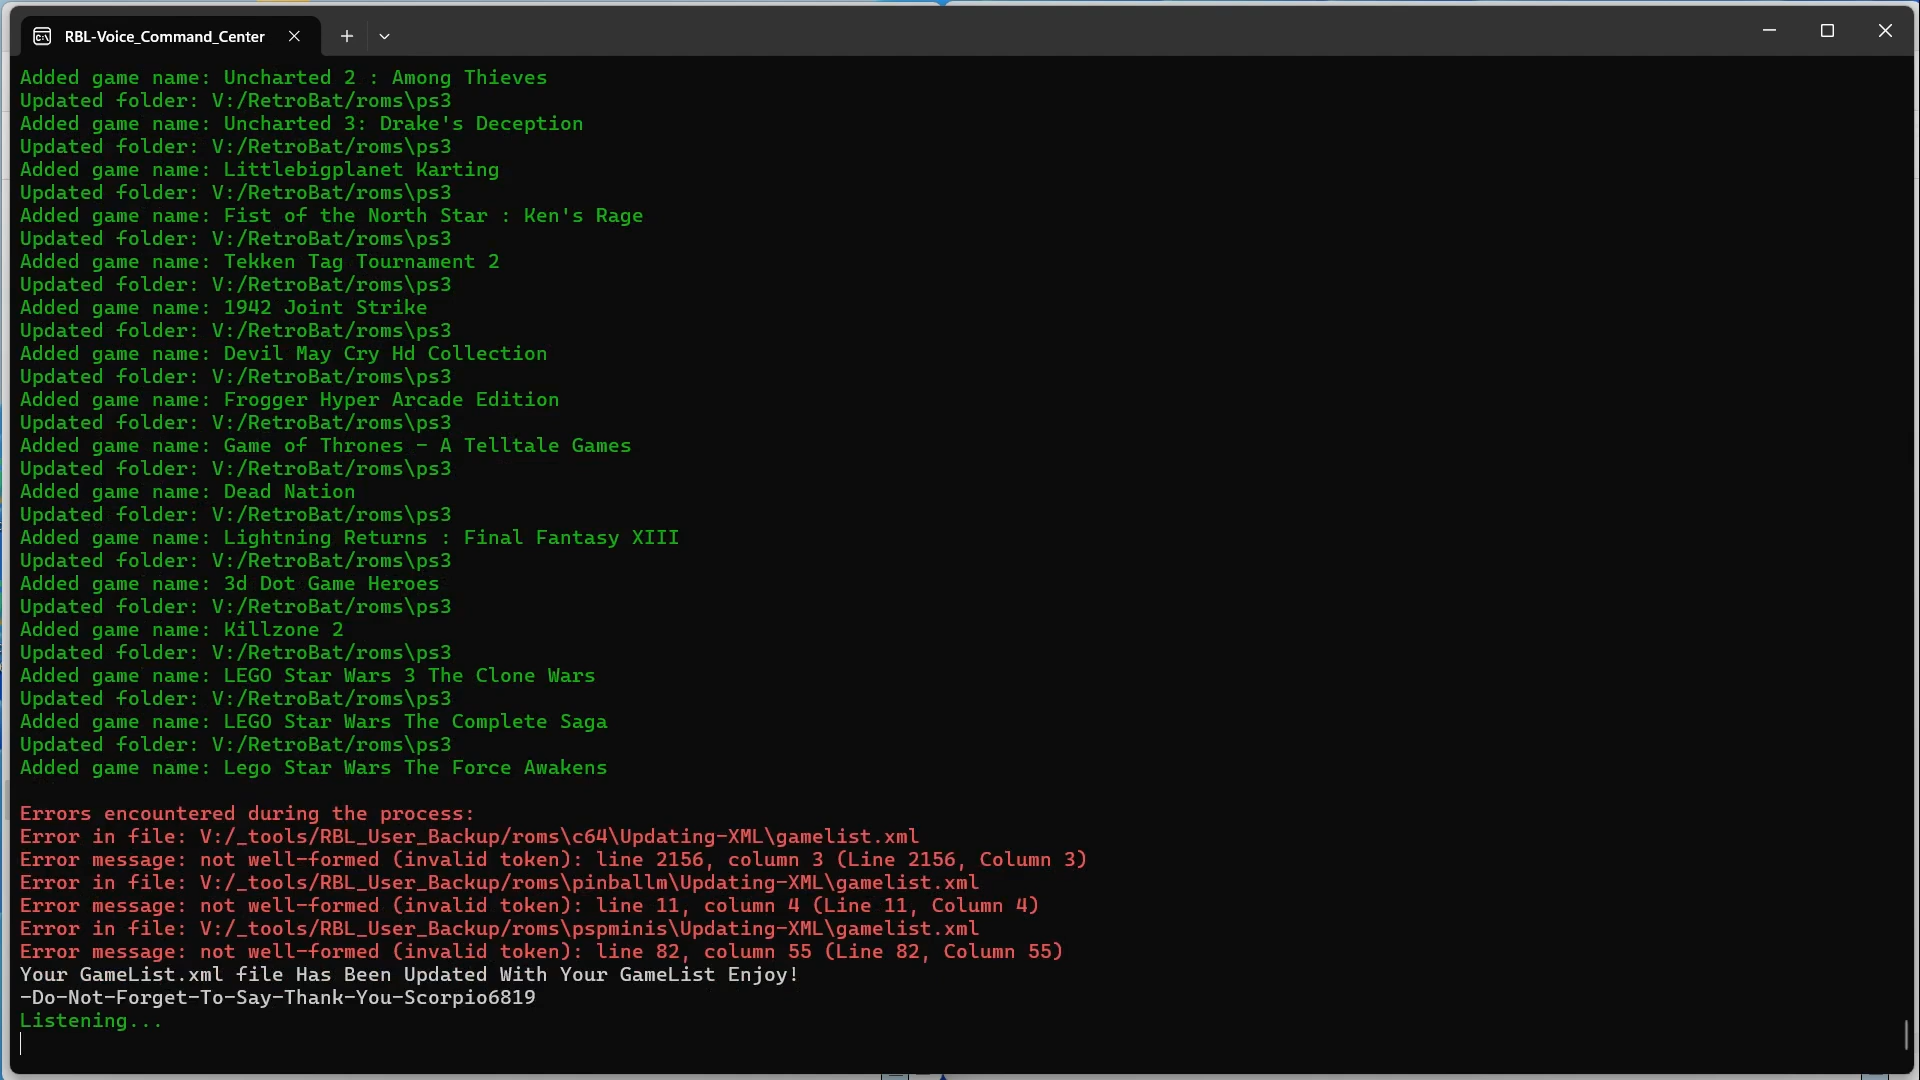 RBL-Voice_Command_Center
Added game name: Uncharted 2 : Among Thieves
Updated folder: V:/RetroBat/roms\ps3
Added game name: Uncharted 3: Drake's Deception
Updated folder: V:/RetroBat/roms\ps3
Added game name: Littlebigplanet Karting
Updated folder: V:/RetroBat/roms\ps3
Added game name: Fist of the North Star : Ken's Rage
Updated folder: V:/RetroBat/roms\ps3
Added game name: Tekken Tag Tournament 2
Updated folder: V:/RetroBat/roms\ps3
Added game name: 1942 Joint Strike
Updated folder: V:/RetroBat/roms\ps3
Added game name: Devil May Cry Hd Collection
Updated folder: V:/RetroBat/roms\ps3
Added game name: Frogger Hyper Arcade Edition
Updated folder: V:/RetroBat/roms\ps3
Added game name: Game of Thrones - A Telltale Games
Updated folder: V:/RetroBat/roms\ps3
Added game name: Dead Nation
Updated folder: V:/RetroBat/roms\ps3
Added game name: Lightning Returns : Final Fantasy XIII
Updated folder: V:/RetroBat/roms\ps3
Added game name: 3d Dot Game Heroes
Updated folder: V:/RetroBat/roms\ps3
Added game name: Killzone 2
Updated folder: V:/RetroBat/roms\ps3
Added game name: LEGO Star Wars 3 The Clone Wars
Updated folder: V:/RetroBat/roms\ps3
Added game name: LEGO Star Wars The Complete Saga
Updated folder: V:/RetroBat/roms\ps3
Added game name: Lego Star Wars The Force Awakens
Errors encountered during the process:
Error in file: V:/_tools/RBL_User_Backup/roms\c64\Updating-XML\gamelist.xml
Error message: not well-formed (invalid token): line 2156, column 3 (Line 2156, Column 3)
Error in file: V:/_tools/RBL_User_Backup/roms\pinballm\Updating-XML\gamelist.xml
Error message: not well-formed (invalid token): line 11, column 4 (Line 11, Column 4)
Error in file: V:/_tools/RBL_User_Backup/roms\pspminis\Updating-XML\gamelist.xml
Error message: not well-formed (invalid token): line 82, column 55 (Line 82, Column 55)
Your GameList.xml file Has Been Updated With Your GameList Enjoy!
-Do-Not-Forget-To-Say-Thank-You-Scorpio6819
Listening...